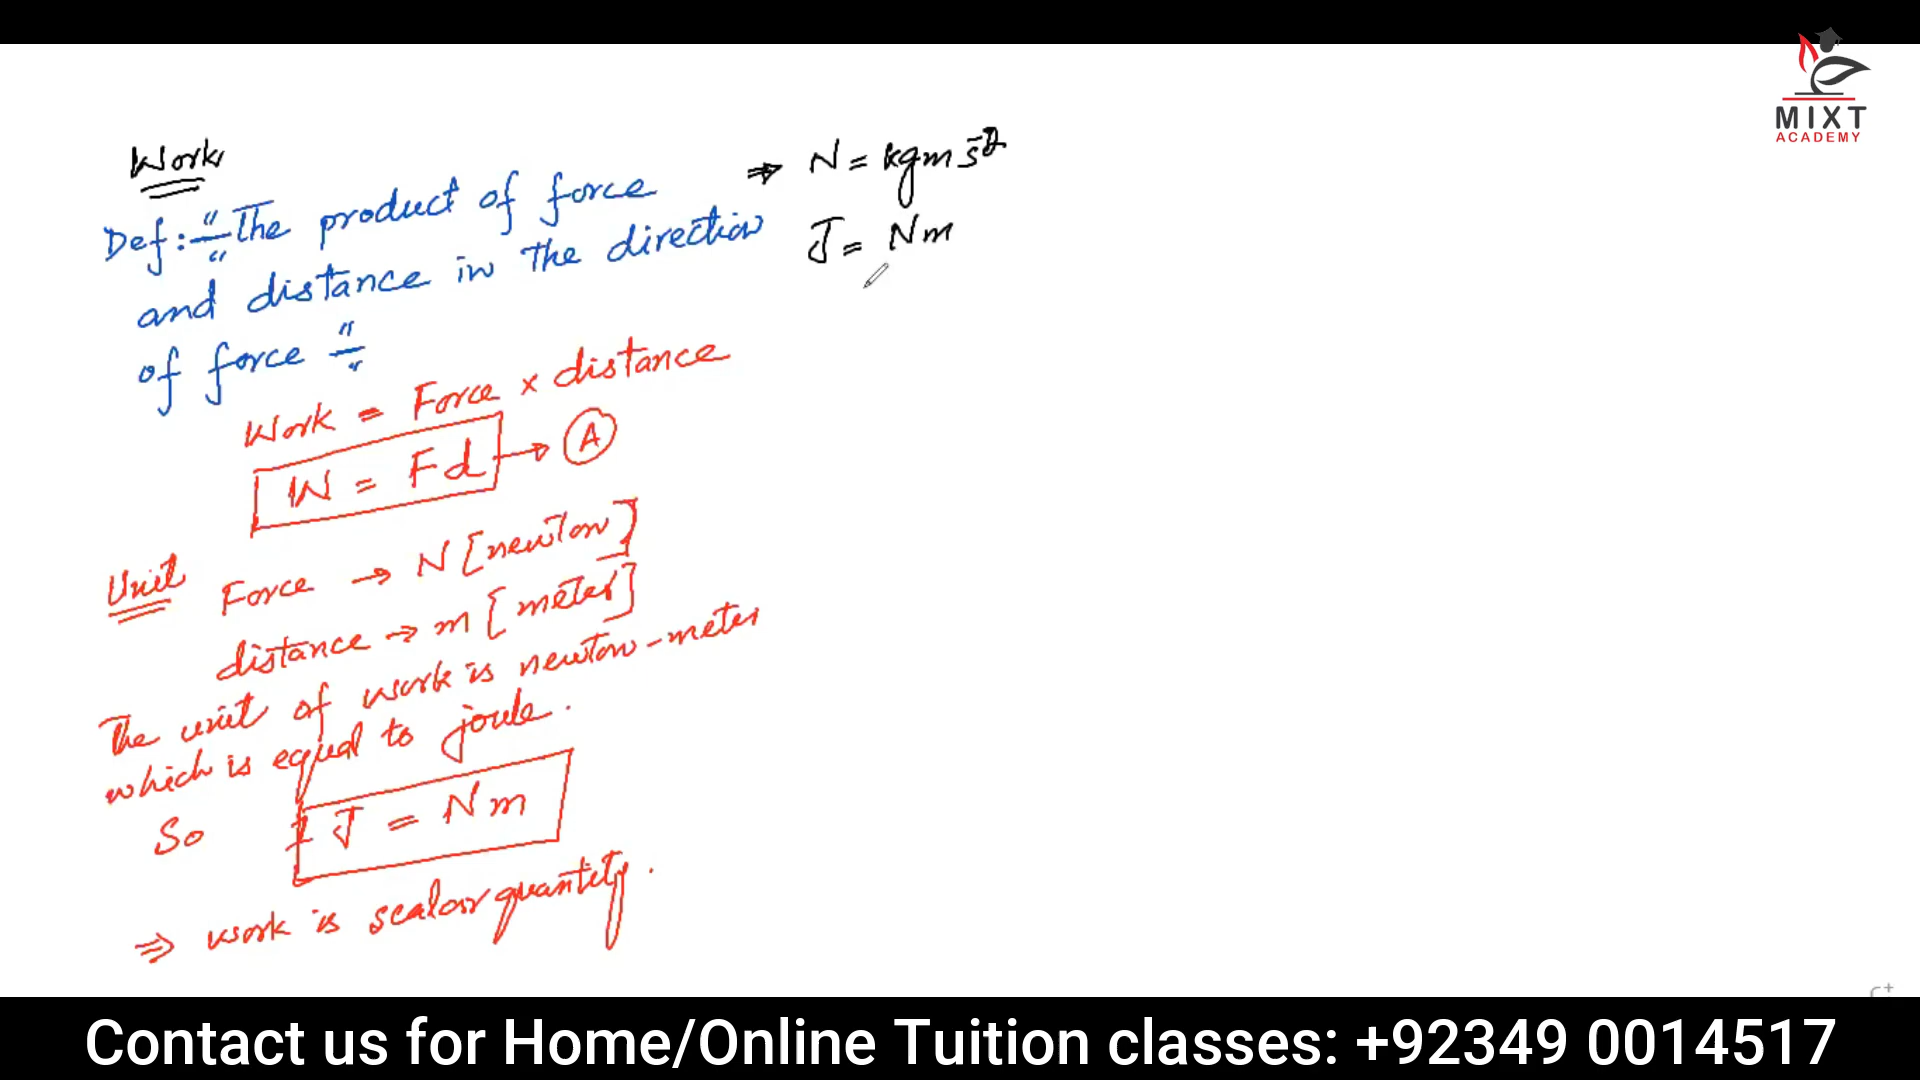 MIXT
ACADEMY
Work
Def:- "The product of force
and distance in the direction
of force "
Work = Force × distance
W = Fd → A
Unit
Force → N [newton]
distance → m [meter]
The unit of work is newton-meter
which is equal to joule.
So 1 J = Nm
⇒ work is scalar quantity.
⇒ N = kgm s⁻²
J = Nm
Contact us for Home/Online Tuition classes: +92349 0014517